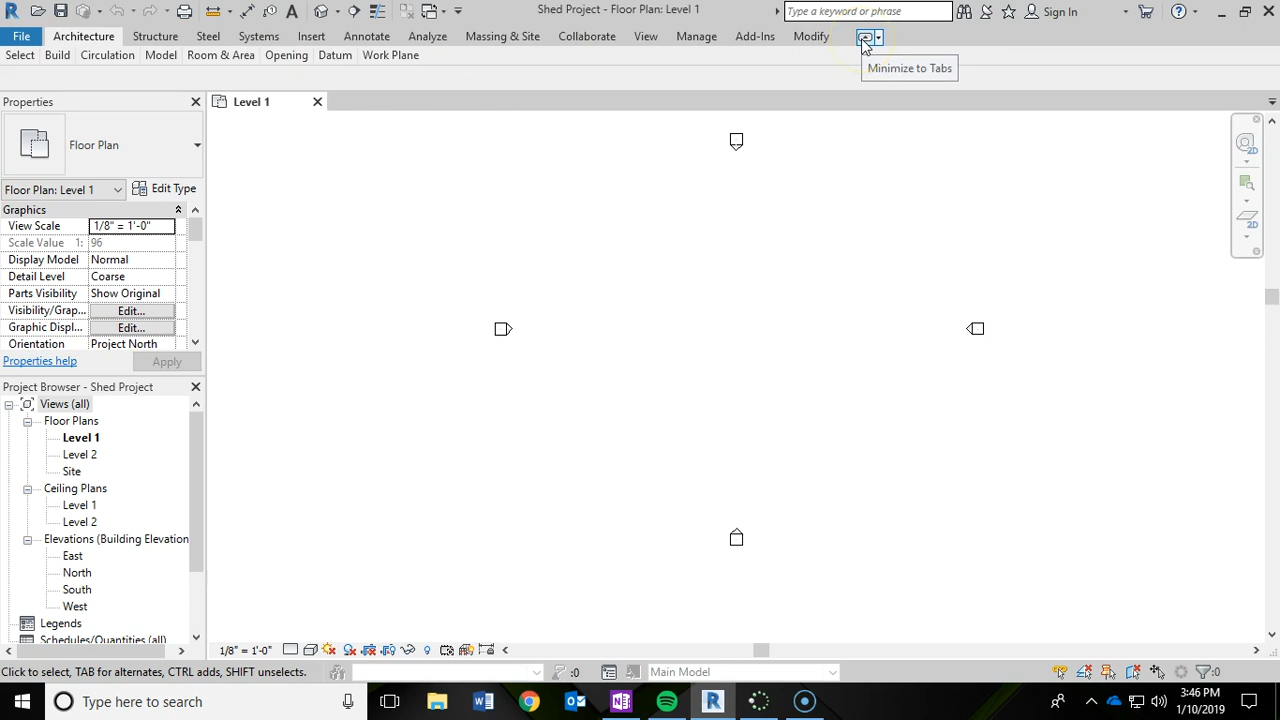 Shed Project - Floor Plan: Level 1
Type a keyword or phrase
Sign In
File Architecture Structure Steel Systems Insert Annotate Analyze Massing & Site Collaborate View Manage Add-Ins Modify
Select Build Circulation Model Room & Area Opening Datum Work Plane
Minimize to Tabs
Properties
Level 1
Floor Plan
Floor Plan: Level 1
Edit Type
Graphics
View Scale 1/8" = 1'-0"
Scale Value 1: 96
Display Model Normal
Detail Level Coarse
Parts Visibility Show Original
Visibility/Grap... Edit...
Graphic Displ... Edit...
Orientation Project North
Properties help Apply
Project Browser - Shed Project
Views (all)
Floor Plans
Level 1
Level 2
Site
Ceiling Plans
Level 1
Level 2
Elevations (Building Elevation
East
North
South
West
Legends
Schedules/Quantities (all)
2D
2D
1/8" = 1'-0"
Click to select, TAB for alternates, CTRL adds, SHIFT unselects.
:0
Main Model
:0
Type here to search
3:46 PM
1/10/2019